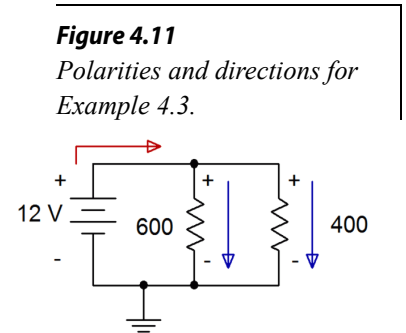 Figure 4.11
Polarities and directions for
Example 4.3.
+ + +
12 V 600 400
- - -